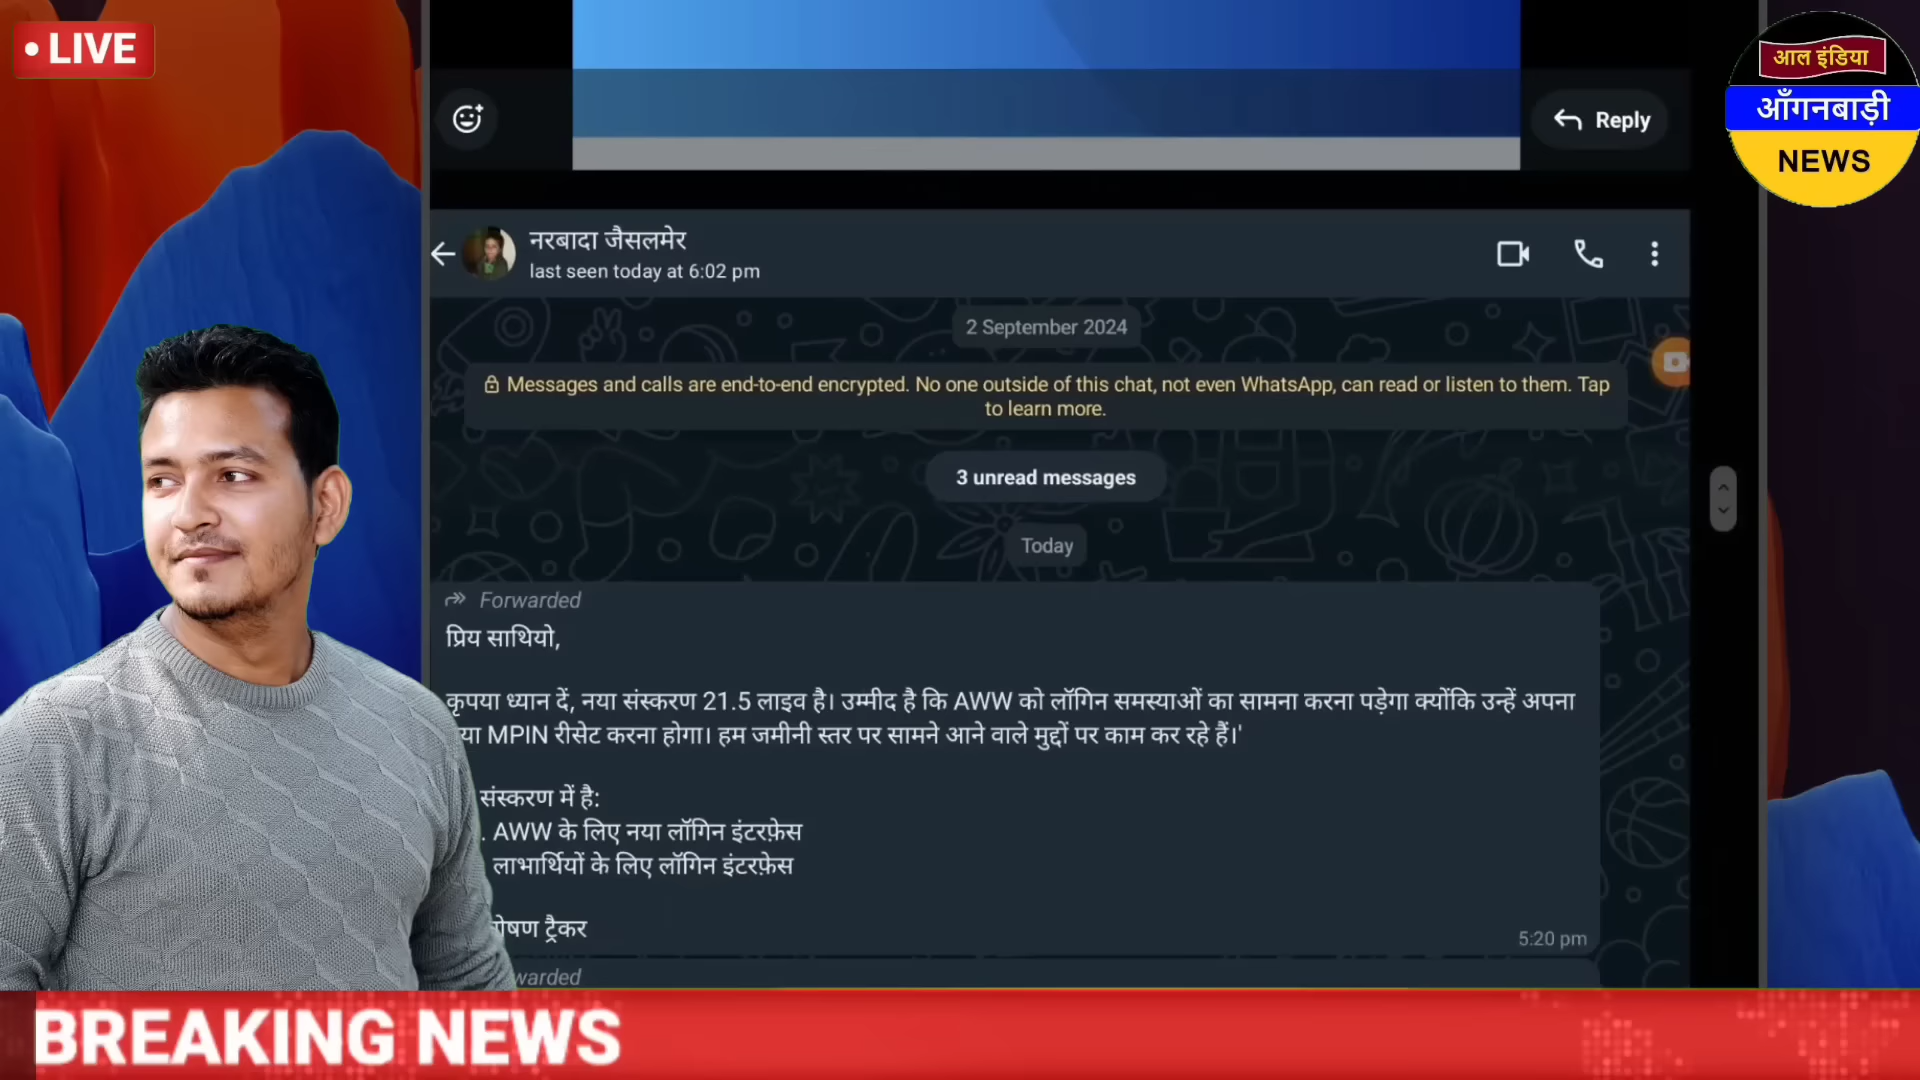 • LIVE
आल इंडिया
आँगनबाड़ी
NEWS
Reply
नरबादा जैसलमेर
last seen today at 6:02 pm
2 September 2024
Messages and calls are end-to-end encrypted. No one outside of this chat, not even WhatsApp, can read or listen to them. Tap
to learn more.
3 unread messages
Today
Forwarded
प्रिय साथियो,
कृपया ध्यान दें, नया संस्करण 21.5 लाइव है। उम्मीद है कि AWW को लॉगिन समस्याओं का सामना करना पड़ेगा क्योंकि उन्हें अपना
MPIN रीसेट करना होगा। हम जमीनी स्तर पर सामने आने वाले मुद्दों पर काम कर रहे हैं।'
संस्करण में है:
. AWW के लिए नया लॉगिन इंटरफ़ेस
लाभार्थियों के लिए लॉगिन इंटरफ़ेस
ट्रैकर
5:20 pm
BREAKING NEWS